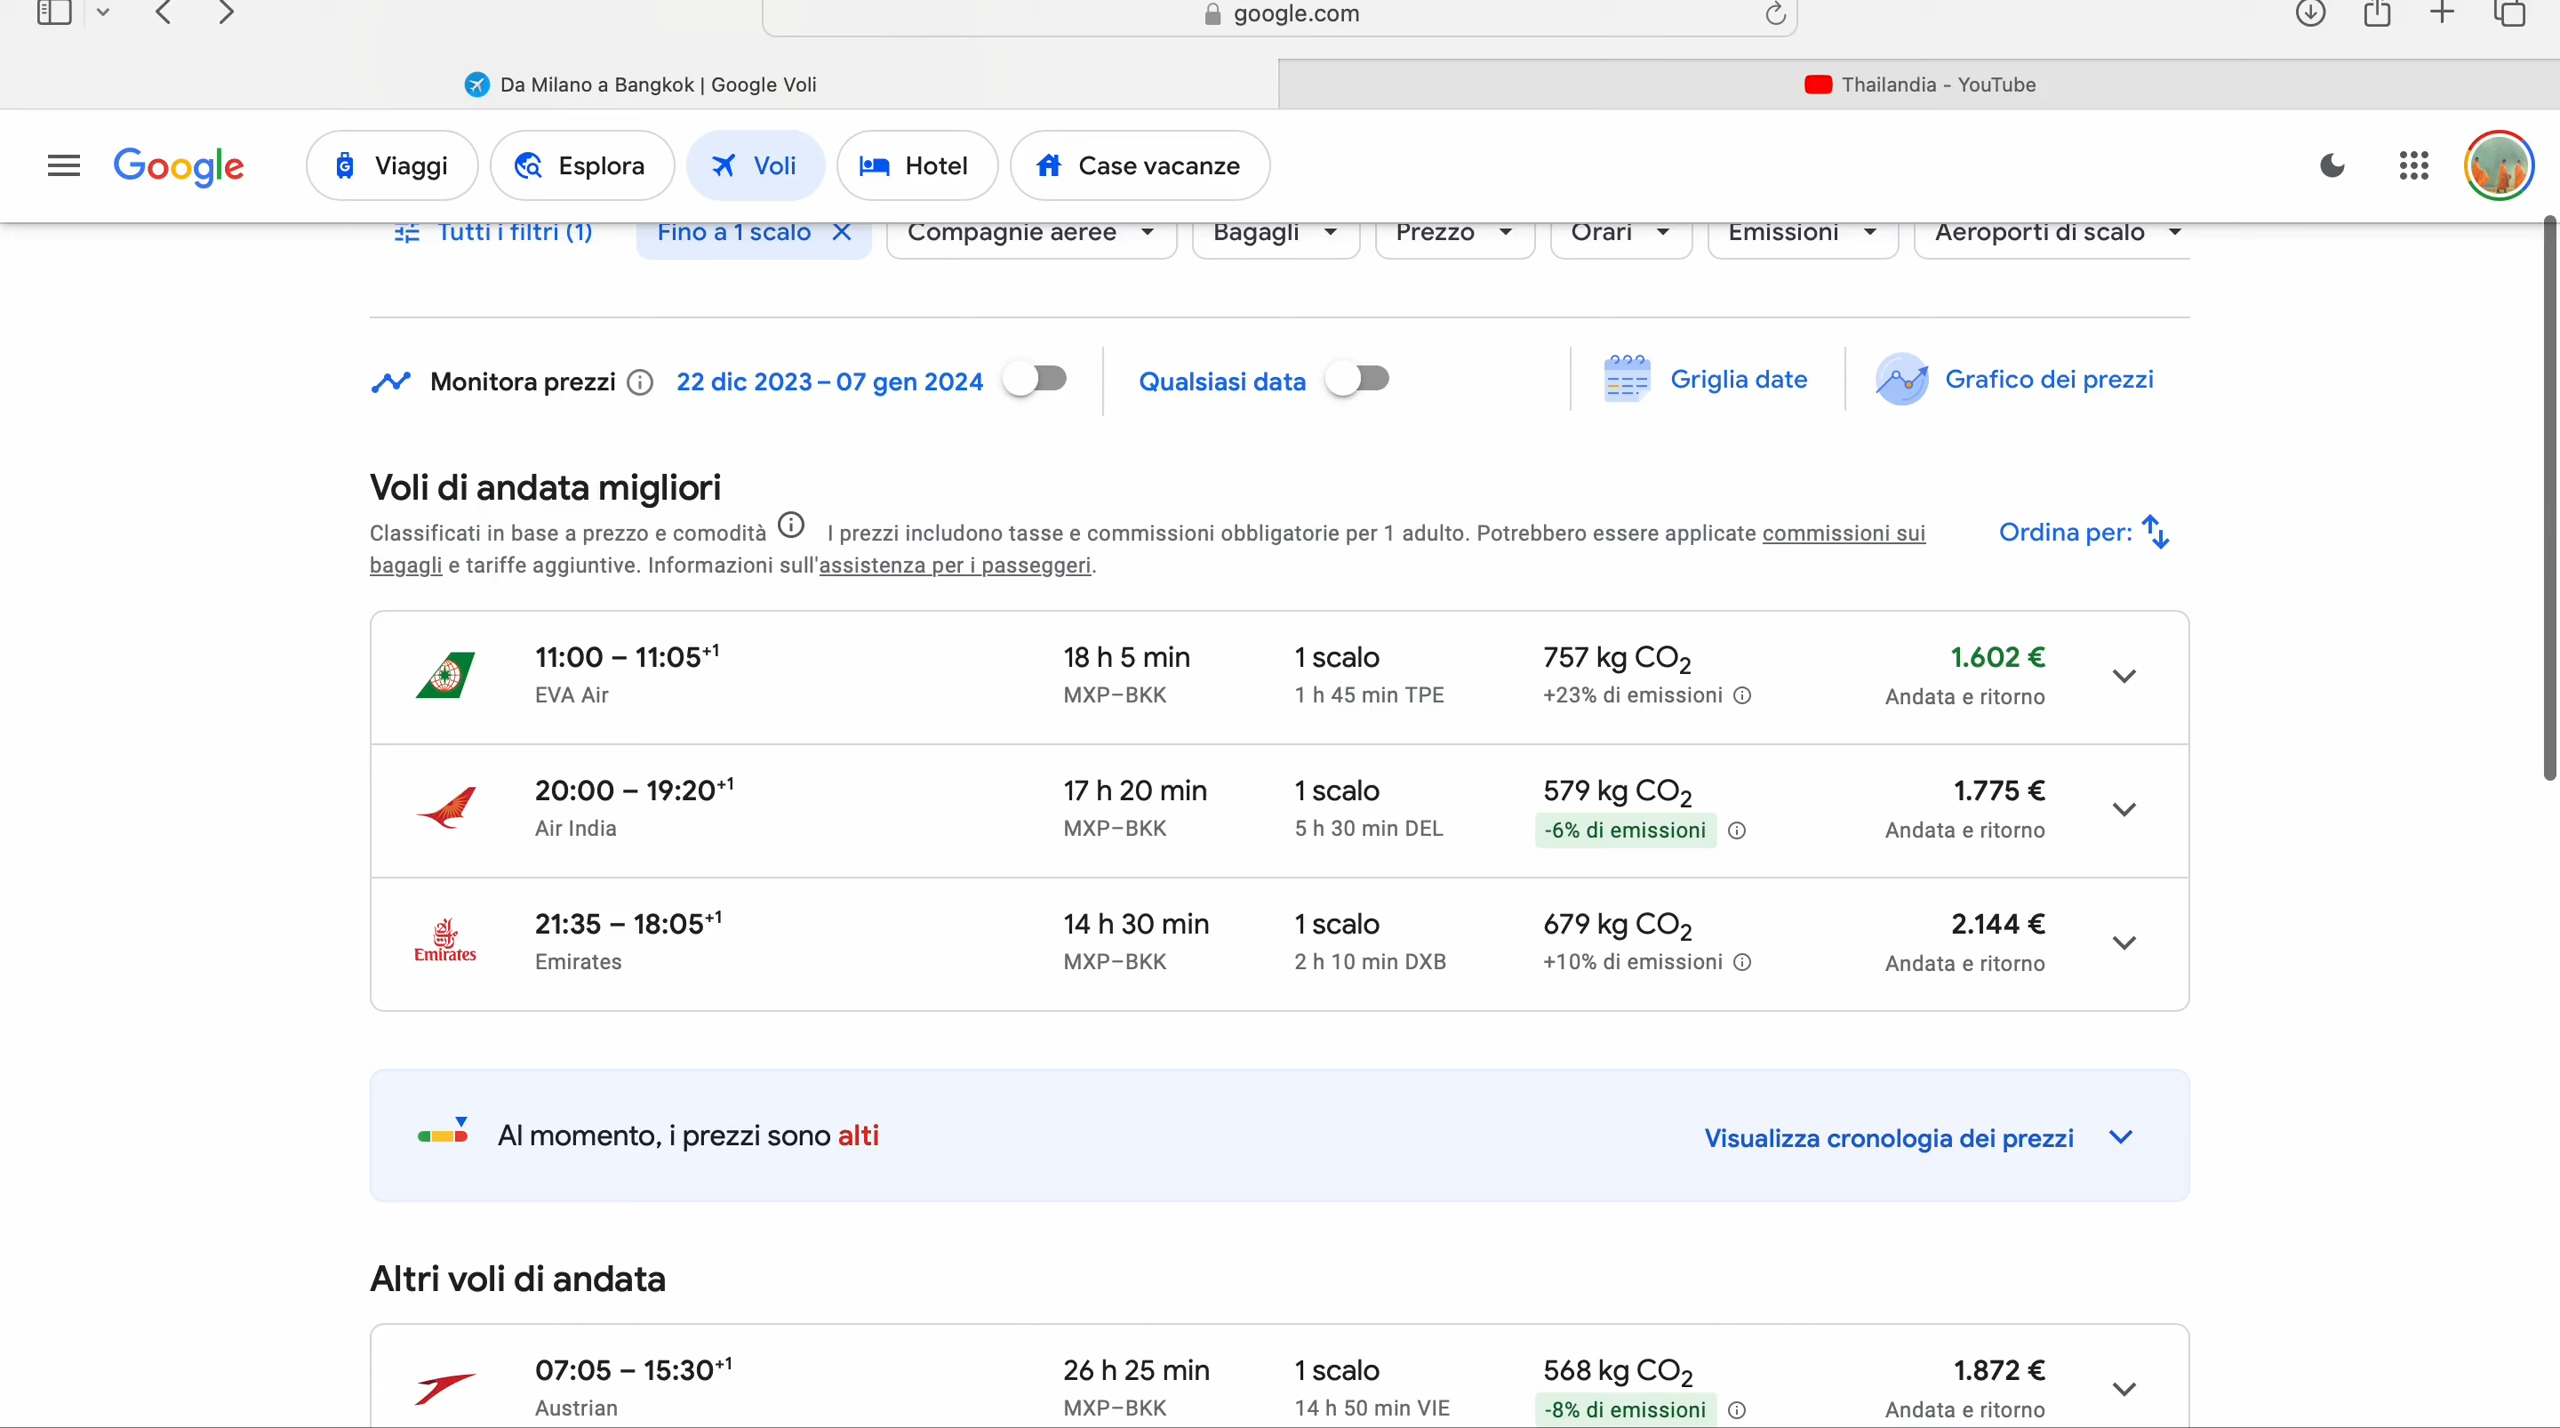 google.com
Da Milano a Bangkok | Google Voli
Thailandia - YouTube
Google
Viaggi
Esplora
Voli
Hotel
Case vacanze
Tutti i filtri (1)
Fino a 1 scalo
Compagnie aeree
Bagagli
Prezzo
Orari
Emissioni
Aeroporti di scalo
Monitora prezzi
22 dic 2023 – 07 gen 2024
Qualsiasi data
Griglia date
Grafico dei prezzi
Voli di andata migliori
Classificati in base a prezzo e comodità I prezzi includono tasse e commissioni obbligatorie per 1 adulto. Potrebbero essere applicate commissioni sui
bagagli e tariffe aggiuntive. Informazioni sull'assistenza per i passeggeri.
Ordina per:
11:00 – 11:05+1 18 h 5 min 1 scalo 757 kg CO2 1.602 €
EVA Air MXP–BKK 1 h 45 min TPE +23% di emissioni Andata e ritorno
20:00 – 19:20+1 17 h 20 min 1 scalo 579 kg CO2 1.775 €
Air India MXP–BKK 5 h 30 min DEL -6% di emissioni Andata e ritorno
21:35 – 18:05+1 14 h 30 min 1 scalo 679 kg CO2 2.144 €
Emirates
Emirates MXP–BKK 2 h 10 min DXB +10% di emissioni Andata e ritorno
Al momento, i prezzi sono alti
Visualizza cronologia dei prezzi
Altri voli di andata
07:05 – 15:30+1 26 h 25 min 1 scalo 568 kg CO2 1.872 €
Austrian MXP–BKK 14 h 50 min VIE -8% di emissioni Andata e ritorno